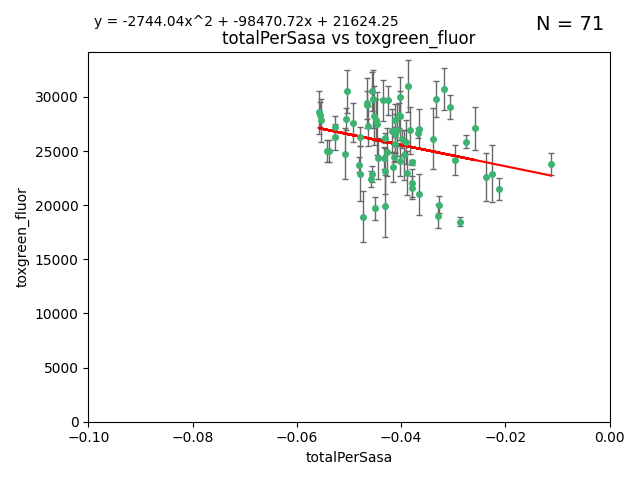 y = -2744.04x^2 + -98470.72x + 21624.25
N = 71
totalPerSasa vs toxgreen_fluor
30000
25000
20000
15000
10000
5000
0
toxgreen_fluor
−0.10
−0.08
−0.06
−0.04
−0.02
0.00
totalPerSasa